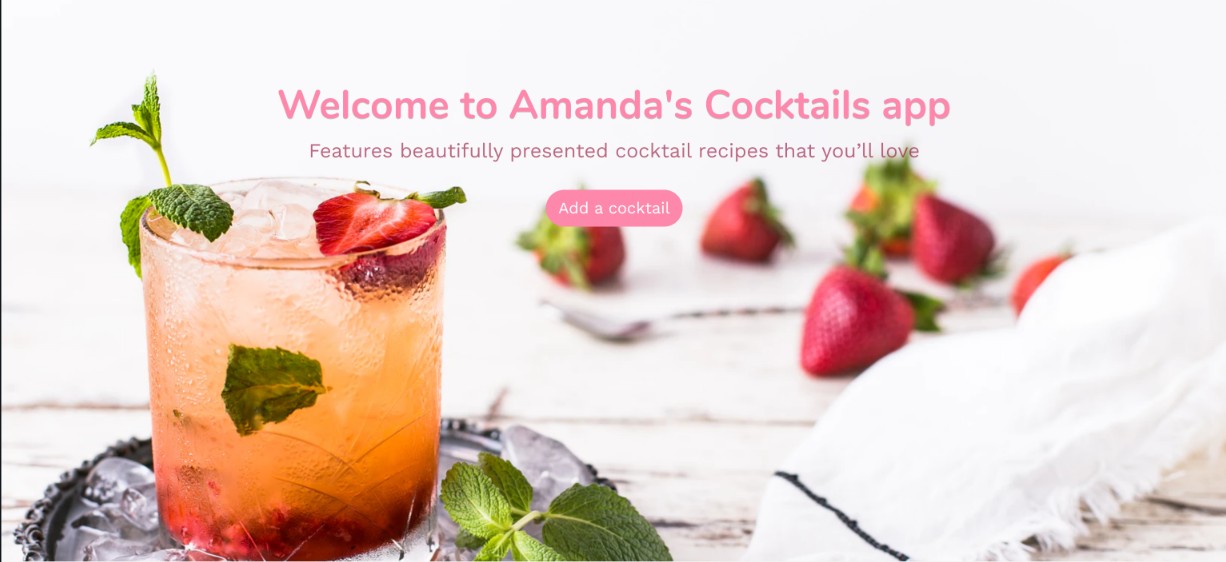 Welcome to Amanda's Cocktails app
Features beautifully presented cocktail recipes that you’ll love
Add a cocktail